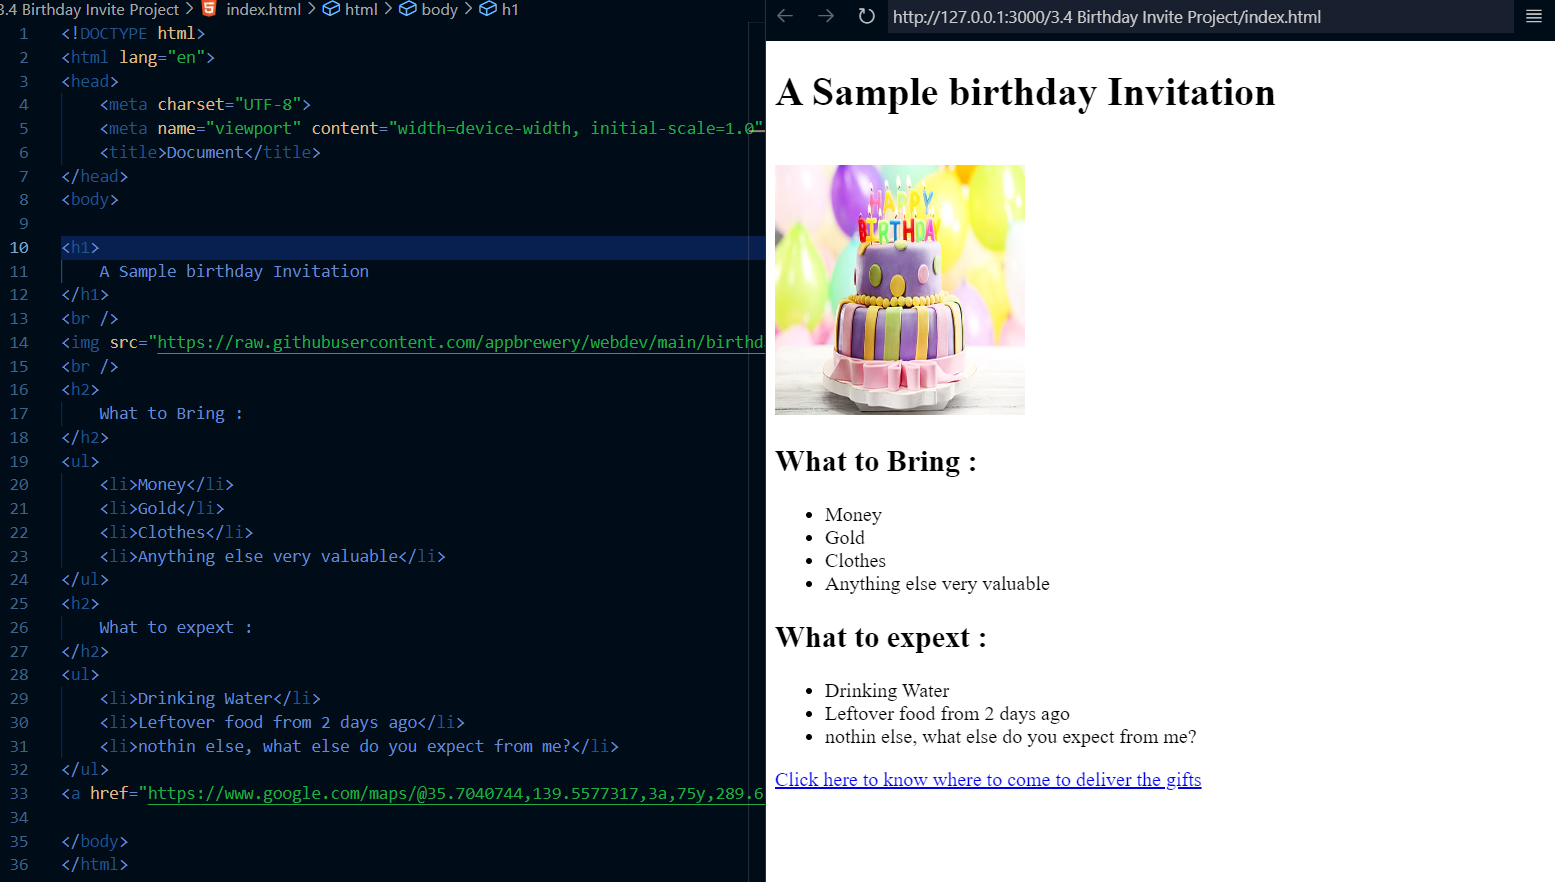 3.4 Birthday Invite Project > index.html > html > body > h1
1 <!DOCTYPE html>
2 <html lang="en">
3 <head>
4 <meta charset="UTF-8">
5 <meta name="viewport" content="width=device-width, initial-scale=1.0"
6 <title>Document</title>
7 </head>
8 <body>
9
10 <h1>
11 A Sample birthday Invitation
12 </h1>
13 <br />
14 <img src="https://raw.githubusercontent.com/appbrewery/webdev/main/birthd
15 <br />
16 <h2>
17 What to Bring :
18 </h2>
19 <ul>
20 <li>Money</li>
21 <li>Gold</li>
22 <li>Clothes</li>
23 <li>Anything else very valuable</li>
24 </ul>
25 <h2>
26 What to expext :
27 </h2>
28 <ul>
29 <li>Drinking Water</li>
30 <li>Leftover food from 2 days ago</li>
31 <li>nothin else, what else do you expect from me?</li>
32 </ul>
33 <a href="https://www.google.com/maps/@35.7040744,139.5577317,3a,75y,289.6
34
35 </body>
36 </html>
http://127.0.0.1:3000/3.4 Birthday Invite Project/index.html
A Sample birthday Invitation
HAPPY
BIRTHDAY
What to Bring :
• Money
• Gold
• Clothes
• Anything else very valuable
What to expext :
• Drinking Water
• Leftover food from 2 days ago
• nothin else, what else do you expect from me?
Click here to know where to come to deliver the gifts